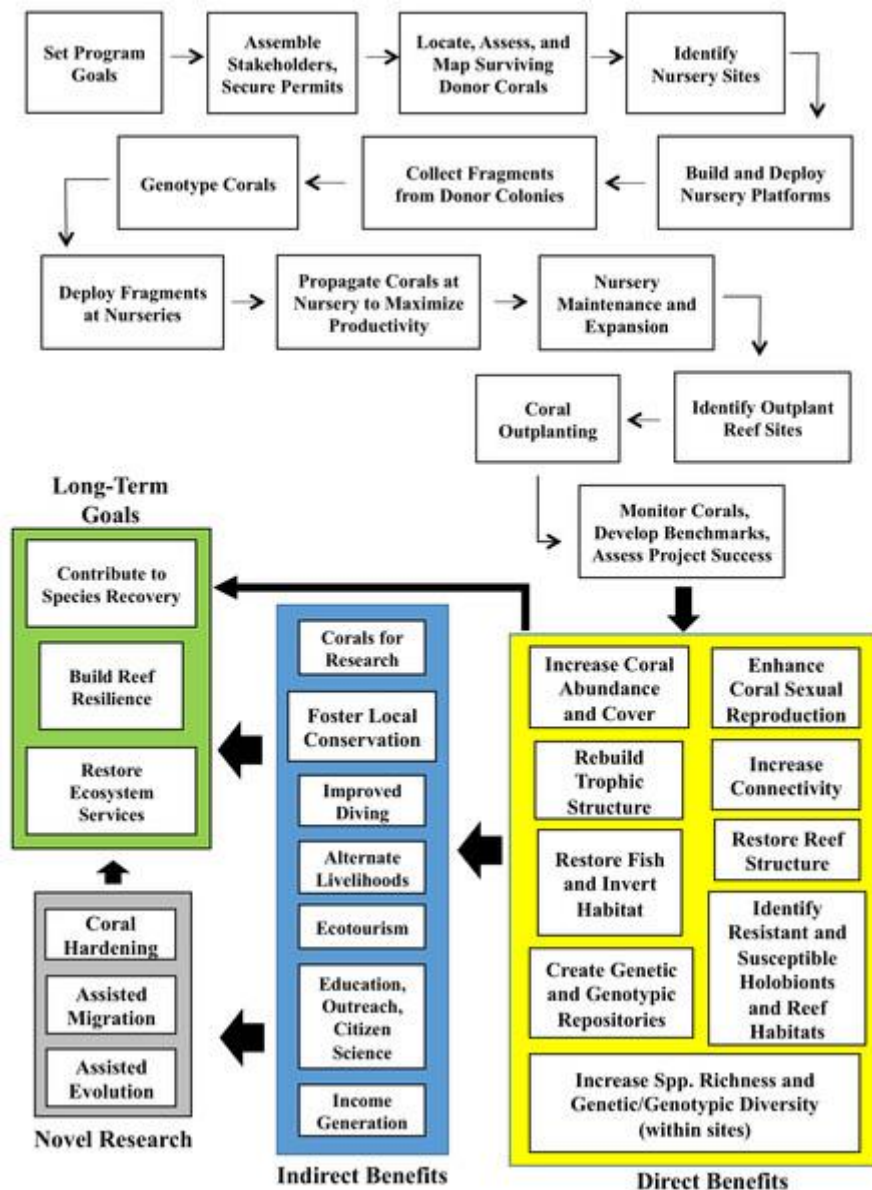 Set Program
Goals
Assemble
Stakeholders,
Secure Permits
Locate, Assess, and
Map Surviving
Donor Corals
Identify
Nursery Sites
Build and Deploy
Nursery Platforms
Collect Fragments
from Donor Colonies
Genotype Corals
Deploy Fragments
at Nurseries
Propagate Corals at
Nursery to Maximize
Productivity
Nursery
Maintenance and
Expansion
Identify Outplant
Reef Sites
Coral
Outplanting
Monitor Corals,
Develop Benchmarks,
Assess Project Success
Long-Term
Goals
Contribute to
Species Recovery
Build Reef
Resilience
Restore
Ecosystem
Services
Coral
Hardening
Assisted
Migration
Assisted
Evolution
Novel Research
Corals for
Research
Foster Local
Conservation
Improved
Diving
Alternate
Livelihoods
Ecotourism
Education,
Outreach,
Citizen
Science
Income
Generation
Indirect Benefits
Increase Coral
Abundance
and Cover
Enhance
Coral Sexual
Reproduction
Rebuild
Trophic
Structure
Increase
Connectivity
Restore Fish
and Invert
Habitat
Restore Reef
Structure
Create Genetic
and Genotypic
Repositories
Identify
Resistant and
Susceptible
Holobionts
and Reef
Habitats
Increase Spp. Richness and
Genetic/Genotypic Diversity
(within sites)
Direct Benefits